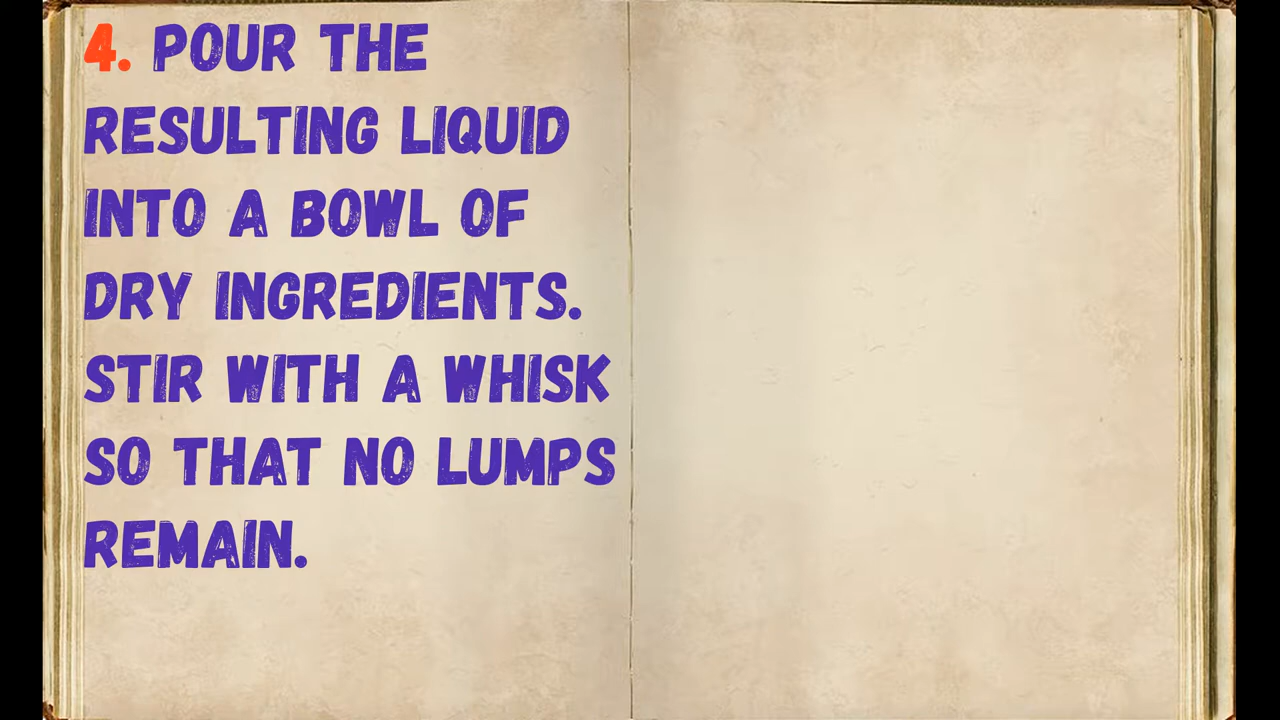 4. POUR THE
RESULTING LIQUID
INTO A BOWL OF
DRY INGREDIENTS.
STIR WITH A WHISK
SO THAT NO LUMPS
REMAIN.